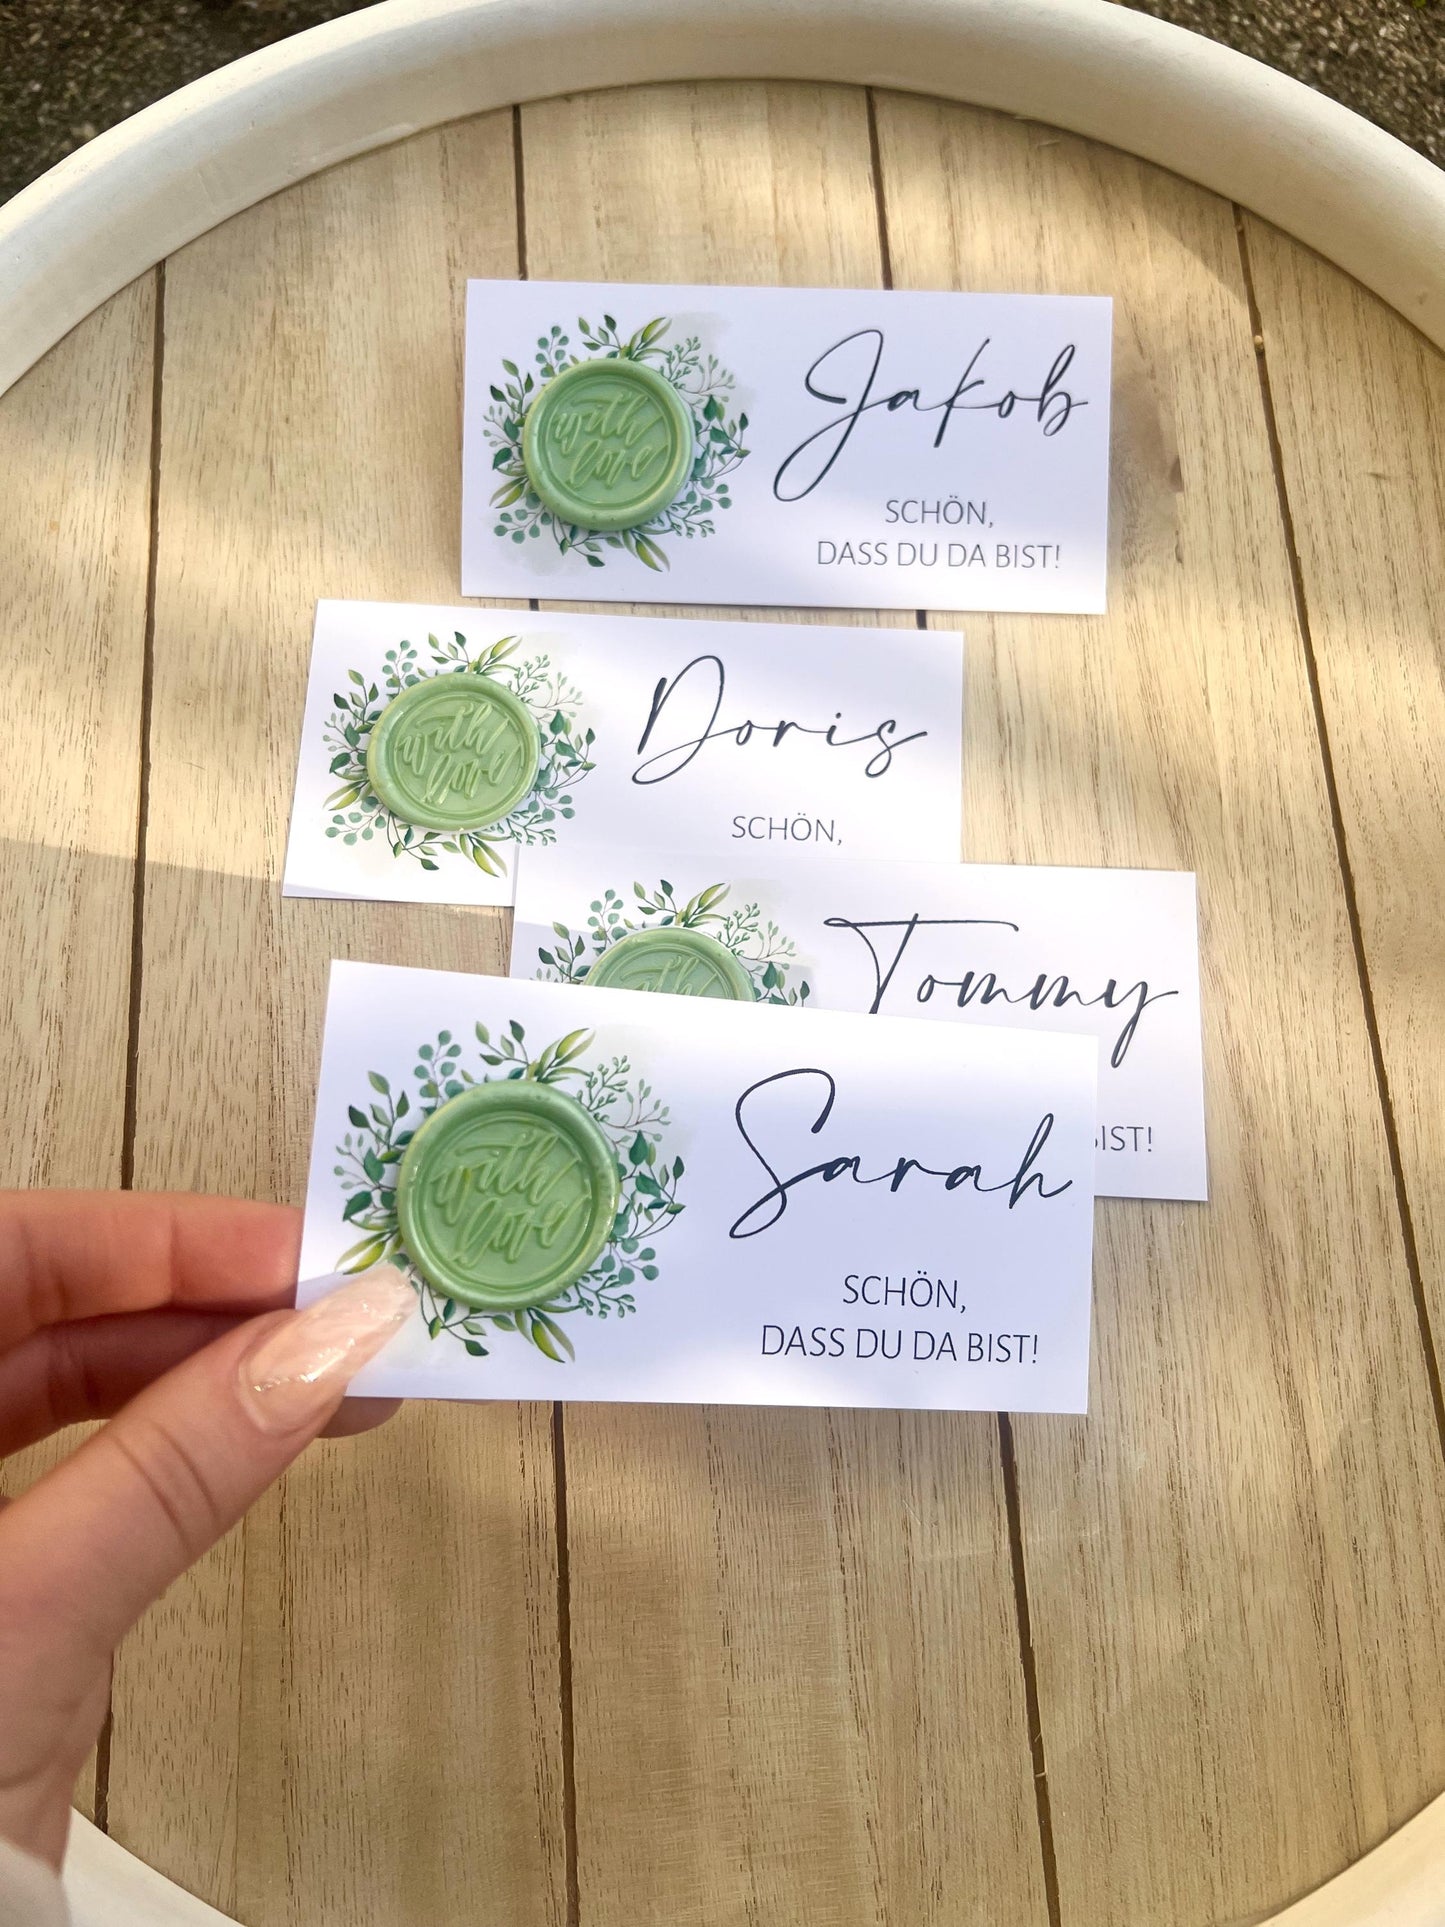 with
love
Jakob
SCHÖN,
DASS DU DA BIST!
with
love
Doris
SCHÖN,
with
Tommy
BIST!
with
love
Sarah
SCHÖN,
DASS DU DA BIST!